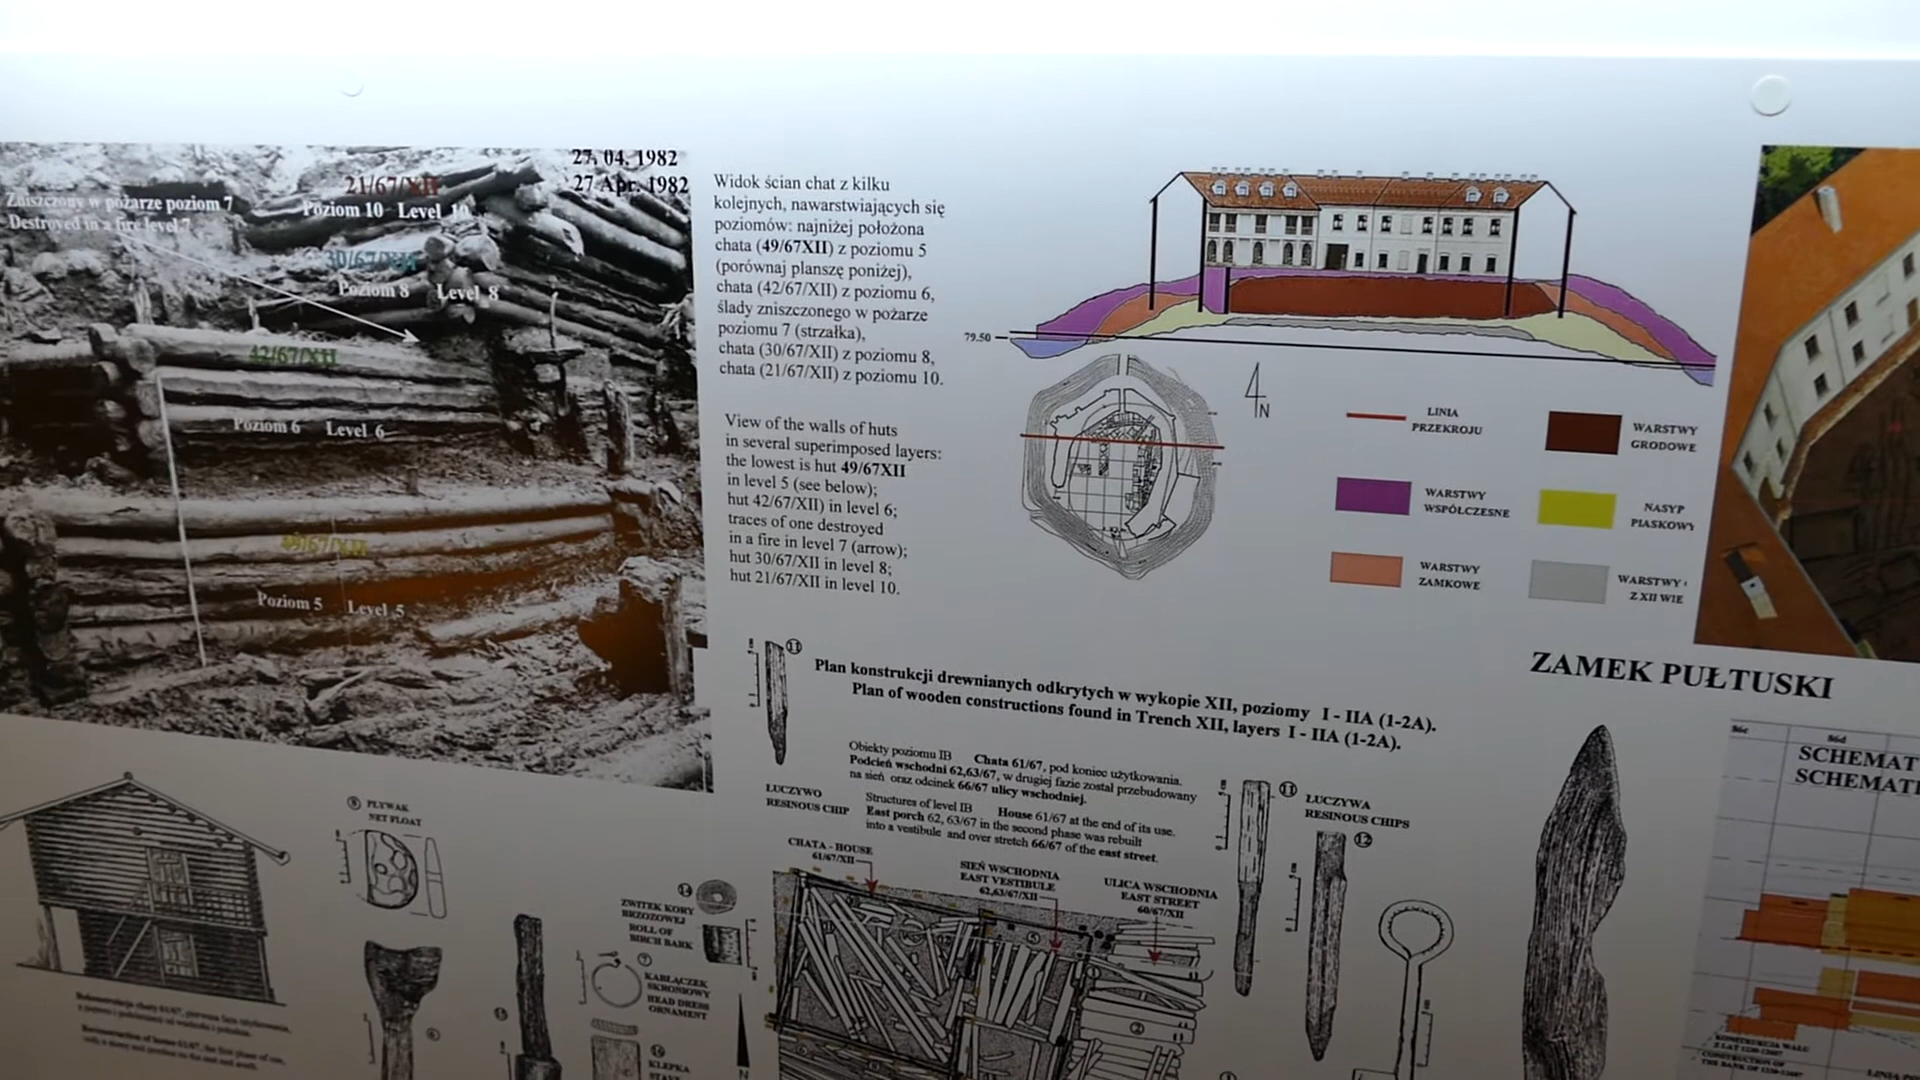 27. 04. 1982
27 Apr. 1982
21/67/XII
Zniszczony w pożarze poziom 7
Destroyed in a fire level 7
Poziom 10 Level 10
30/67/XII
Poziom 8 Level 8
42/67/XII
Poziom 6 Level 6
49/67/XII
Poziom 5 Level 5
Widok ścian chat z kilku
kolejnych, nawarstwiających się
poziomów: najniżej położona
chata (49/67XII) z poziomu 5
(porównaj planszę poniżej),
chata (42/67/XII) z poziomu 6,
ślady zniszczonego w pożarze
poziomu 7 (strzałka),
chata (30/67/XII) z poziomu 8,
chata (21/67/XII) z poziomu 10.
View of the walls of huts
in several superimposed layers:
the lowest is hut 49/67XII
in level 5 (see below);
hut 42/67/XII) in level 6;
traces of one destroyed
in a fire in level 7 (arrow);
hut 30/67/XII in level 8;
hut 21/67/XII in level 10.
79.50
N
LINIA
PRZEKROJU
WARSTWY
GRODOWE
WARSTWY
WSPÓŁCZESNE
NASYP
PIASKOWY
WARSTWY
ZAMKOWE
WARSTWY
Z XII WIE
ZAMEK PUŁTUSKI
11
Plan konstrukcji drewnianych odkrytych w wykopie XII, poziomy I - IIA (1-2A).
Plan of wooden constructions found in Trench XII, layers I - IIA (1-2A).
Obiekty poziomu IB Chata 61/67, pod koniec użytkowania.
Podcień wschodni 62,63/67, w drugiej fazie został przebudowany
na sień oraz odcinek 66/67 ulicy wschodniej.
Structures of level IB House 61/67 at the end of its use.
East porch 62, 63/67 in the second phase was rebuilt
into a vestibule and over stretch 66/67 of the east street.
LUCZYWO
RESINOUS CHIP
11
LUCZYWA
RESINOUS CHIPS
12
CHATA - HOUSE
61/67/XII
SIEŃ WSCHODNIA
EAST VESTIBULE
62,63/67/XII
ULICA WSCHODNIA
EAST STREET
60/67/XII
8 PŁYWAK
NET FLOAT
14
ZWITEK KORY
BRZOZOWEJ
ROLL OF
BIRCH BARK
7
KABŁĄCZEK
SKRONIOWY
HEAD DRESS
ORNAMENT
KLEPKA
N
SCHEMAT
SCHEMATI